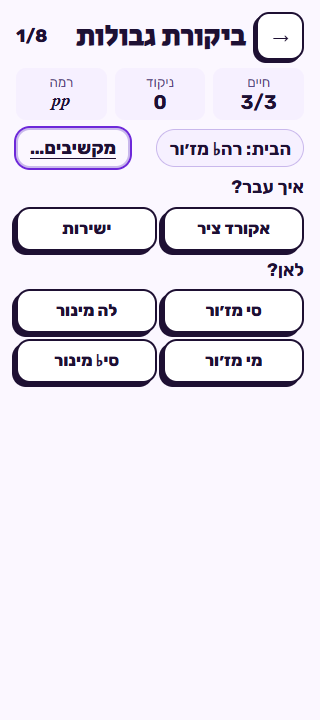 → ביקורת גבולות 1/8
חיים ניקוד רמה
3/3 0 pp
הבית: רה♭ מז׳ור מקשיבים...
איך עבר?
אקורד ציר ישירות
לאן?
סי מז׳ור לה מינור
מי מז׳ור סי♭ מינור